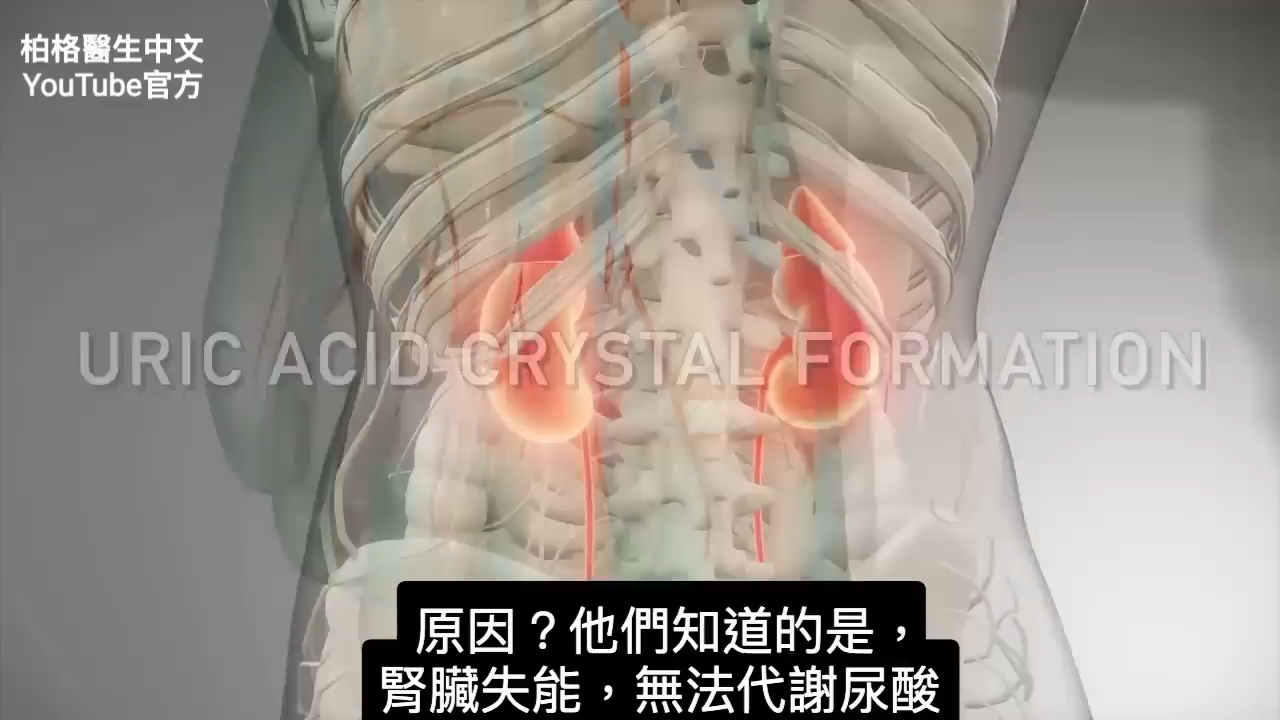 柏格醫生中文
YouTube官方
URIC ACID CRYSTAL FORMATION
原因？他們知道的是，
腎臟失能，無法代謝尿酸